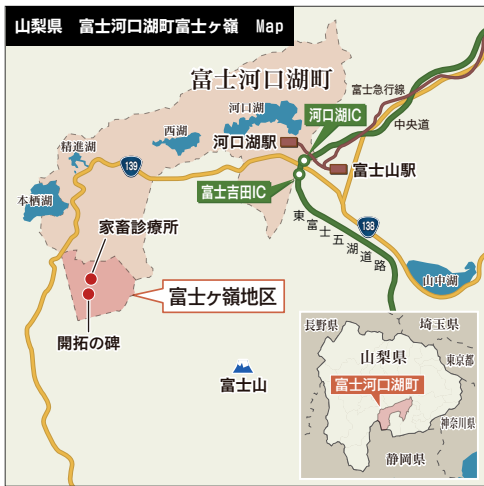 山梨県 富士河口湖町富士ヶ嶺 Map
富士河口湖町
富士急行線
河口湖
河口湖IC
中央道
西湖
河口湖駅
精進湖
139
富士山駅
富士吉田IC
本栖湖
東富士五湖道路
138
家畜診療所
山中湖
富士ヶ嶺地区
開拓の碑
富士山
長野県
埼玉県
山梨県
東京都
富士河口湖町
神奈川県
静岡県